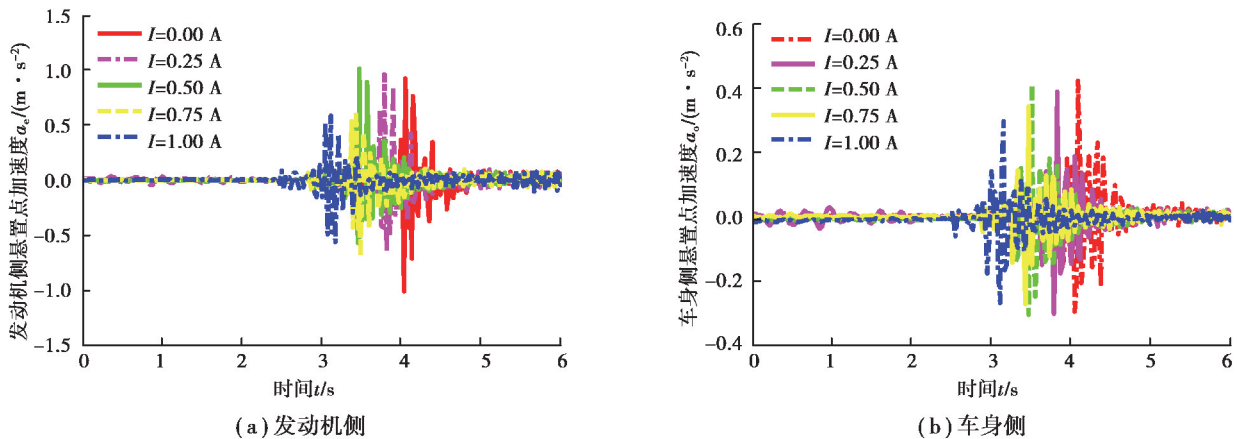 1.5
1.0
0.5
0.0
-0.5
-1.0
-1.5
发动机侧悬置点加速度aₑ/(m·s⁻²)
I=0.00 A
I=0.25 A
I=0.50 A
I=0.75 A
I=1.00 A
0 1 2 3 4 5 6
时间t/s
(a)发动机侧
0.6
0.4
0.2
0.0
-0.2
-0.4
车身侧悬置点加速度aₒ/(m·s⁻²)
I=0.00 A
I=0.25 A
I=0.50 A
I=0.75 A
I=1.00 A
0 1 2 3 4 5 6
时间t/s
(b)车身侧